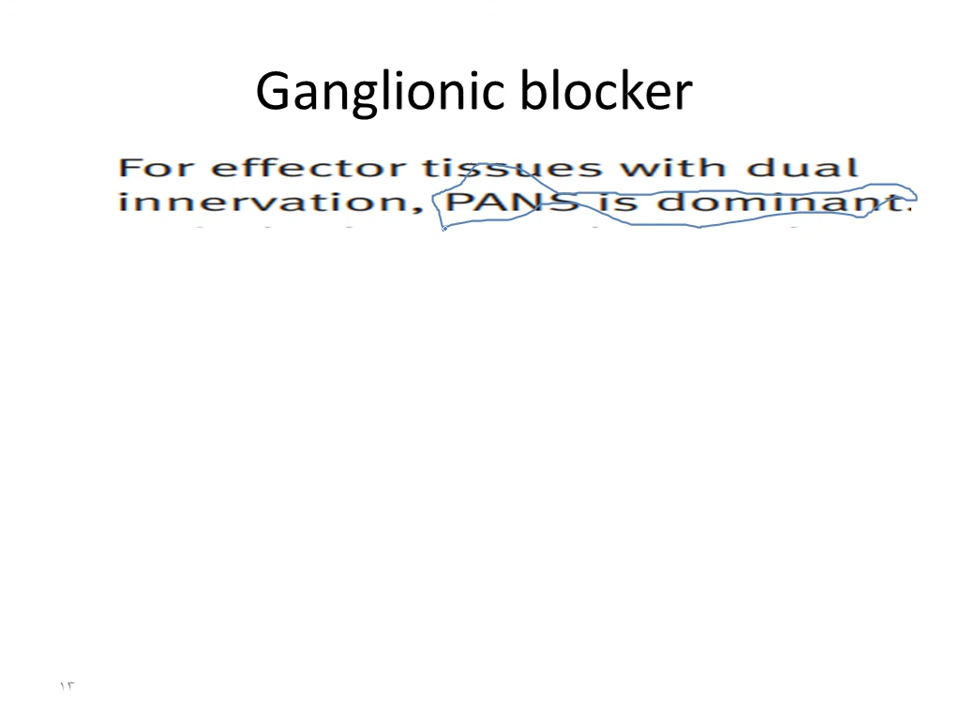 Ganglionic blocker
For effector tissues with dual
innervation, PANS is dominant.
١٣